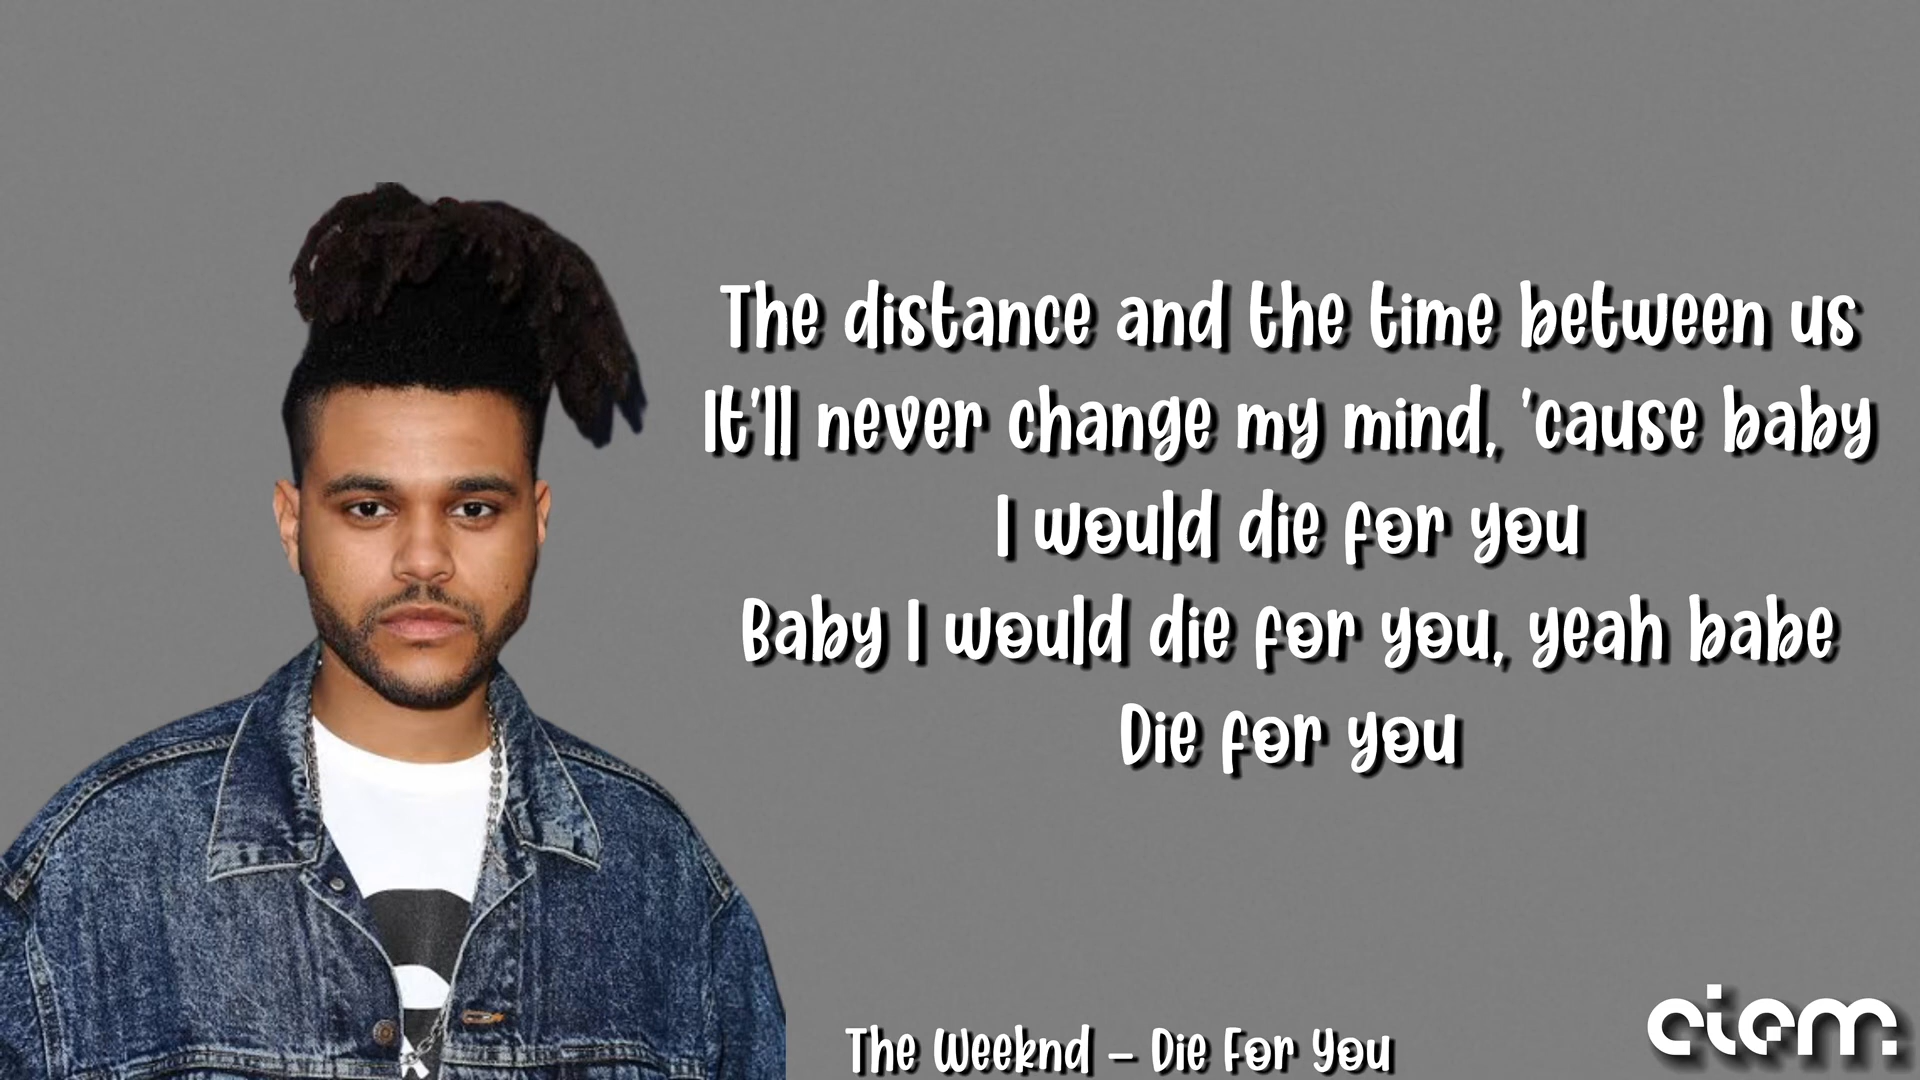 The distance and the time between us
It'll never change my mind, 'cause baby
I would die for you
Baby I would die for you, yeah babe
Die for you
The Weeknd – Die For You
ciem.